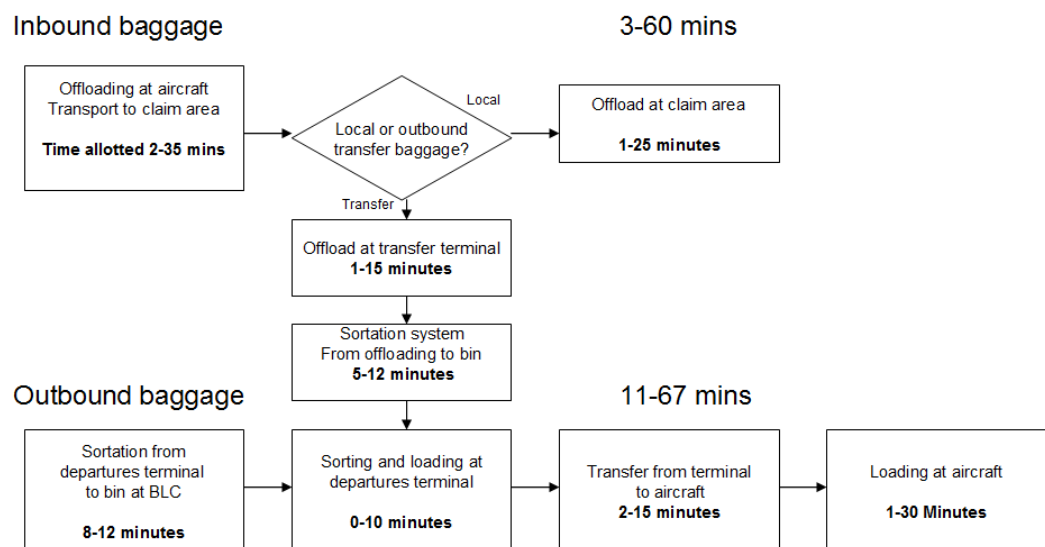 Inbound baggage
3-60 mins
Offloading at aircraft
Transport to claim area
Time allotted 2-35 mins
Local or outbound
transfer baggage?
Local
Offload at claim area
1-25 minutes
Transfer
Offload at transfer terminal
1-15 minutes
Sortation system
From offloading to bin
5-12 minutes
Outbound baggage
11-67 mins
Sortation from
departures terminal
to bin at BLC
8-12 minutes
Sorting and loading at
departures terminal
0-10 minutes
Transfer from terminal
to aircraft
2-15 minutes
Loading at aircraft
1-30 Minutes